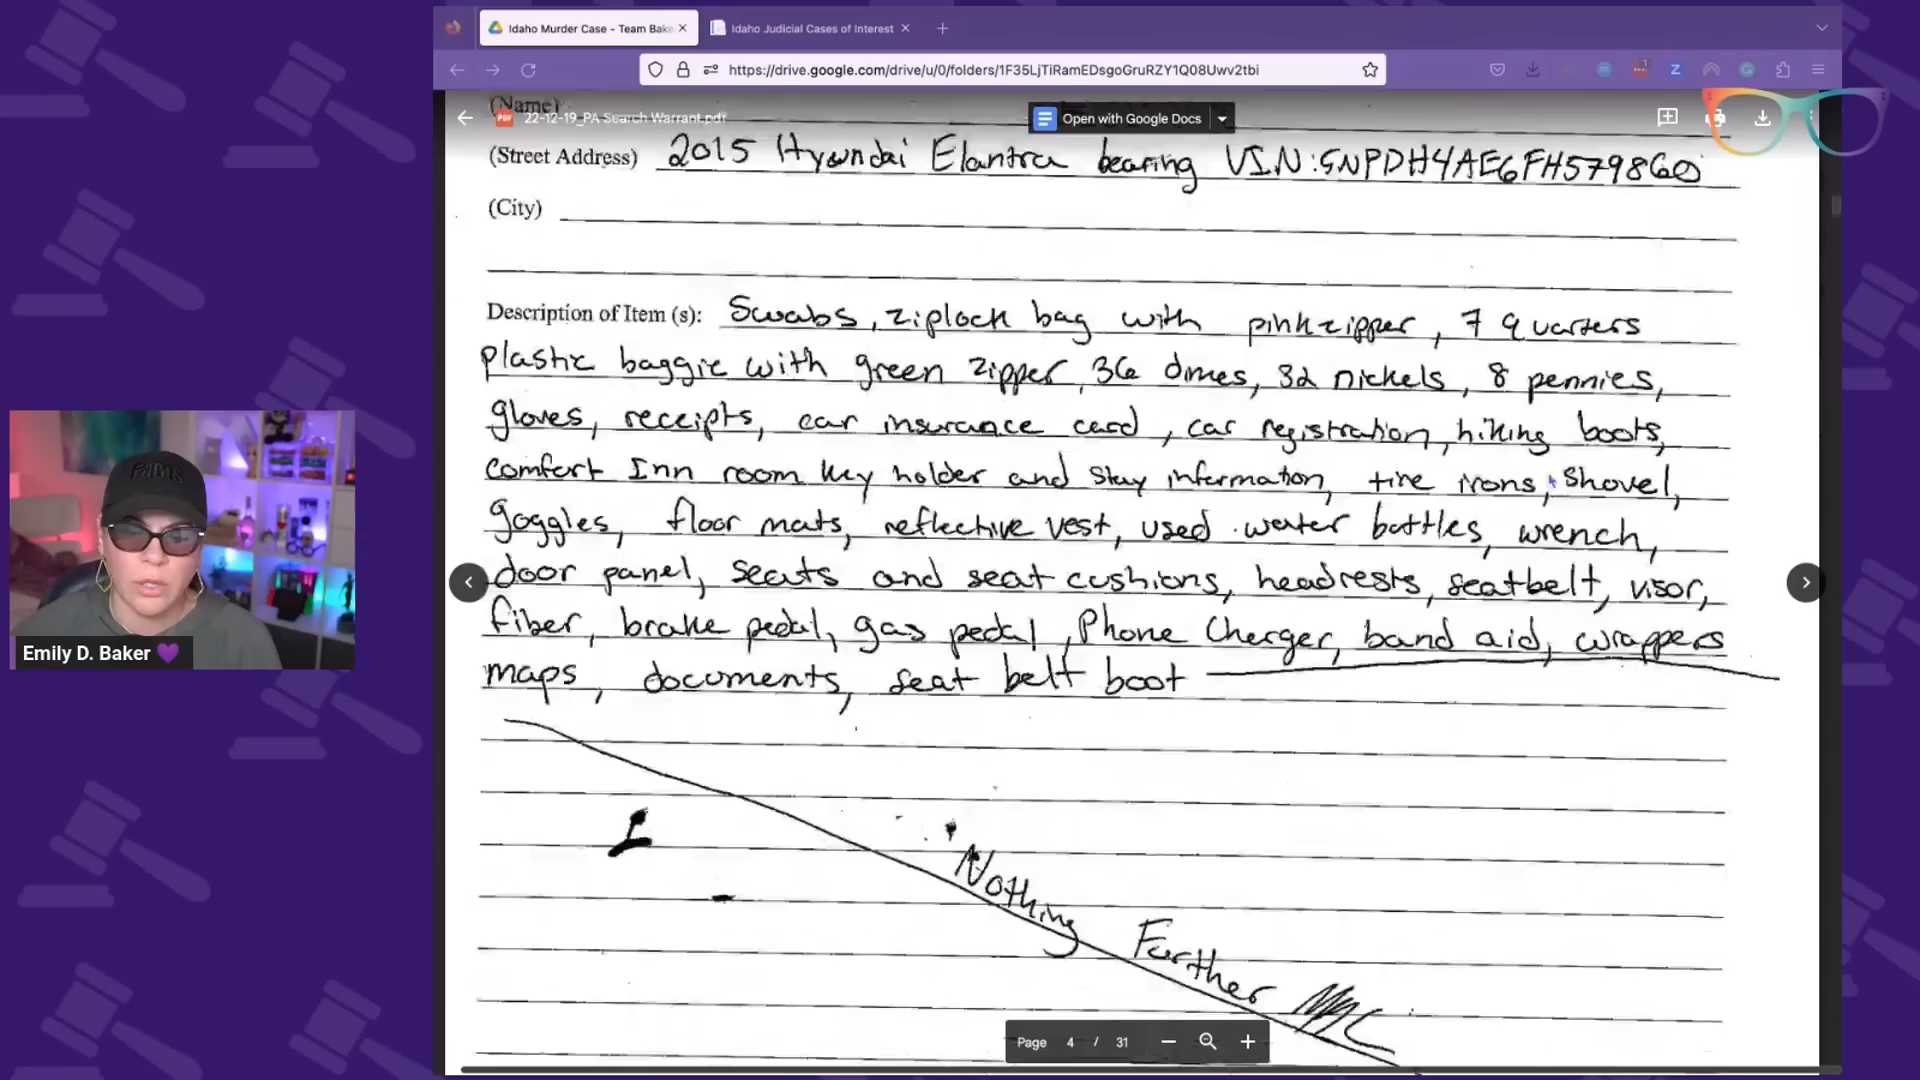 Idaho Murder Case - Team Bake
Idaho Judicial Cases of Interest
https://drive.google.com/drive/u/0/folders/1F35LjTiRamEDsgoGruRZY1Q08Uwv2tbi
(Name)
PDF 22-12-19_PA Search Warrant.pdf
Open with Google Docs
(Street Address) 2015 Hyundai Elantra bearing VIN:5NPDH4AE6FH579860
(City)
Description of Item (s): Swabs, ziplock bag with pink zipper, 7 quarters
plastic baggie with green zipper, 36 dimes, 32 nickels, 8 pennies,
gloves, receipts, car insurance card, car registration, hiking boots,
comfort Inn room key holder and stay information, tire irons, shovel,
goggles, floor mats, reflective vest, used water bottles, wrench,
door panel, seats and seat cushions, headrests, seatbelt, visor,
fiber, brake pedal, gas pedal, Phone Charger, band aid, wrappers
maps, documents, seat belt boot
Nothing Further
FAIMS
Emily D. Baker
Page 4 / 31